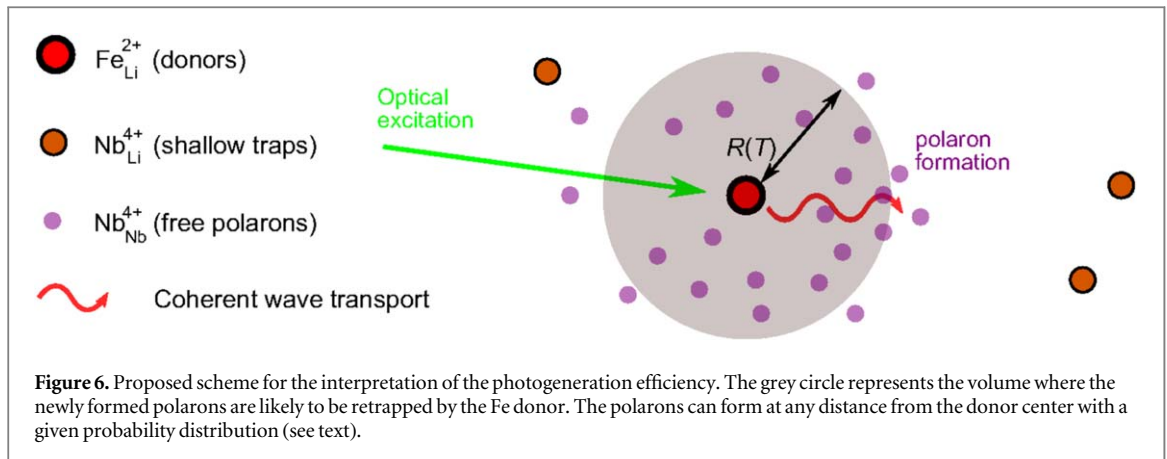 Fe²⁺Li (donors)
Nb⁴⁺Li (shallow traps)
Nb⁴⁺Nb (free polarons)
Coherent wave transport
Optical
excitation
R(T)
polaron
formation
Figure 6. Proposed scheme for the interpretation of the photogeneration efficiency. The grey circle represents the volume where the
newly formed polarons are likely to be retrapped by the Fe donor. The polarons can form at any distance from the donor center with a
given probability distribution (see text).